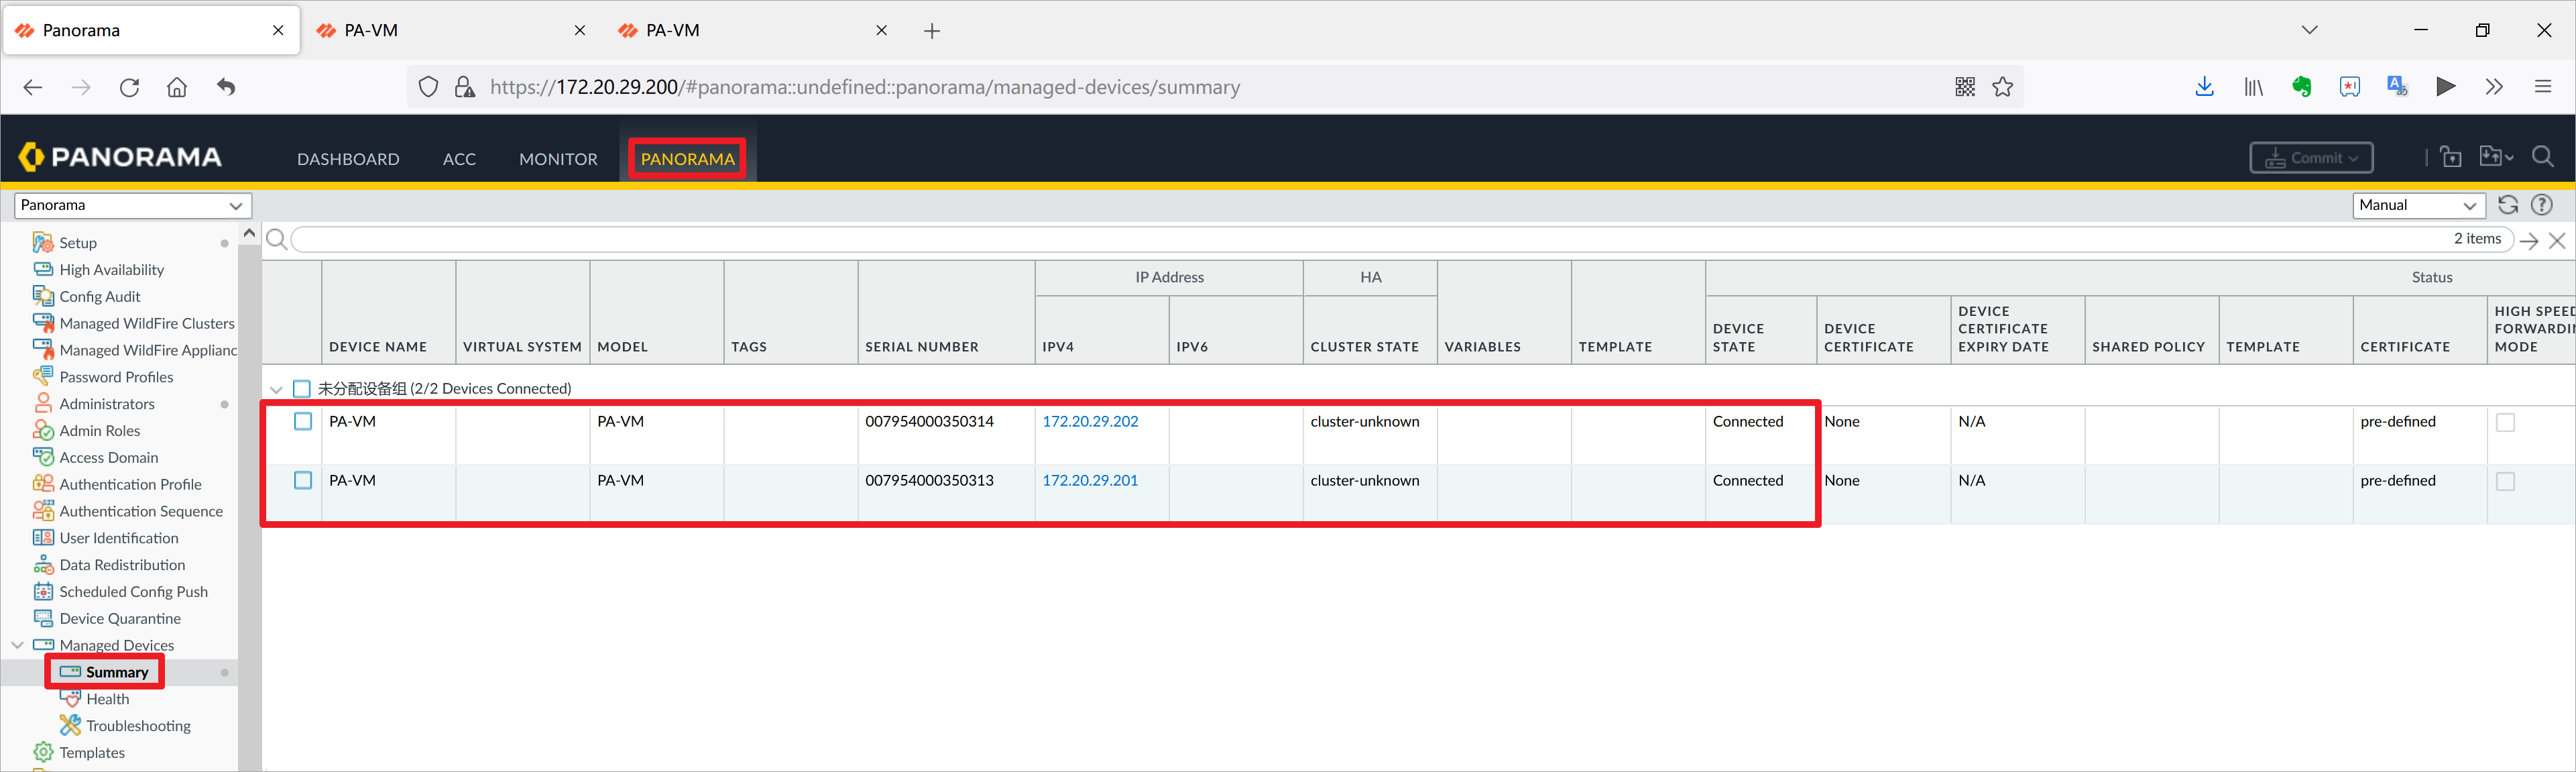 Panorama
PA-VM
PA-VM
https://172.20.29.200/#panorama::undefined::panorama/managed-devices/summary
PANORAMA
DASHBOARD
ACC
MONITOR
PANORAMA
Commit
Panorama
Manual
Setup
High Availability
Config Audit
Managed WildFire Clusters
Managed WildFire Applianc
Password Profiles
Administrators
Admin Roles
Access Domain
Authentication Profile
Authentication Sequence
User Identification
Data Redistribution
Scheduled Config Push
Device Quarantine
Managed Devices
Summary
Health
Troubleshooting
Templates
2 items
IP Address
HA
Status
DEVICE NAME
VIRTUAL SYSTEM
MODEL
TAGS
SERIAL NUMBER
IPV4
IPV6
CLUSTER STATE
VARIABLES
TEMPLATE
DEVICE
STATE
DEVICE
CERTIFICATE
DEVICE
CERTIFICATE
EXPIRY DATE
SHARED POLICY
TEMPLATE
CERTIFICATE
HIGH SPEED
FORWARDIN
MODE
未分配设备组 (2/2 Devices Connected)
PA-VM PA-VM 007954000350314 172.20.29.202 cluster-unknown Connected None N/A pre-defined
PA-VM PA-VM 007954000350313 172.20.29.201 cluster-unknown Connected None N/A pre-defined